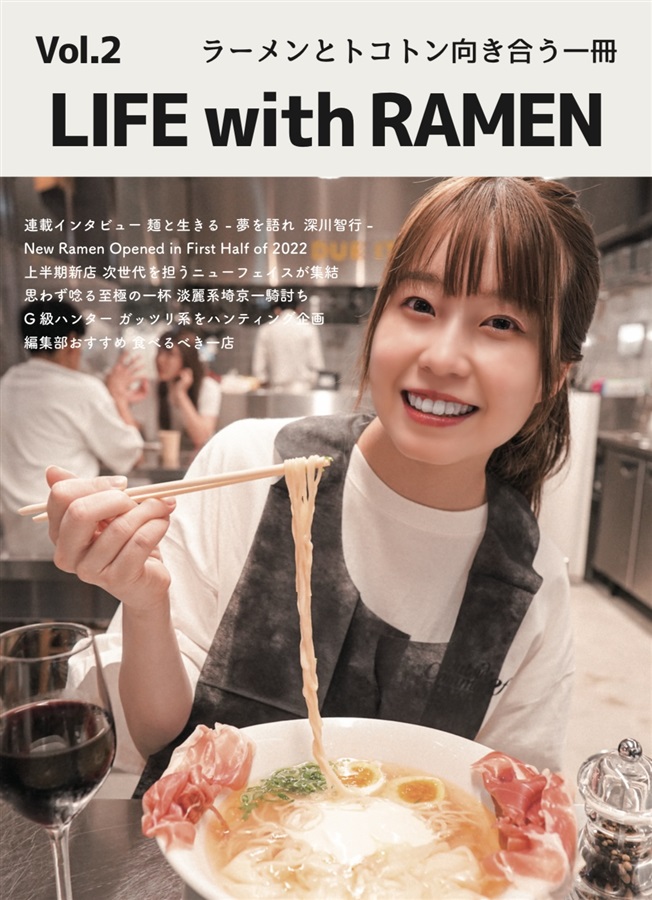 Vol.2
ラーメンとトコトン向き合う一冊
LIFE with RAMEN
連載インタビュー 麺と生きる - 夢を語れ 深川智行 -
New Ramen Opened in First Half of 2022
上半期新店 次世代を担うニューフェイスが集結
思わず唸る至極の一杯 淡麗系埼京一騎討ち
G 級ハンター ガッツリ系をハンティング企画
編集部おすすめ 食べるべき一店